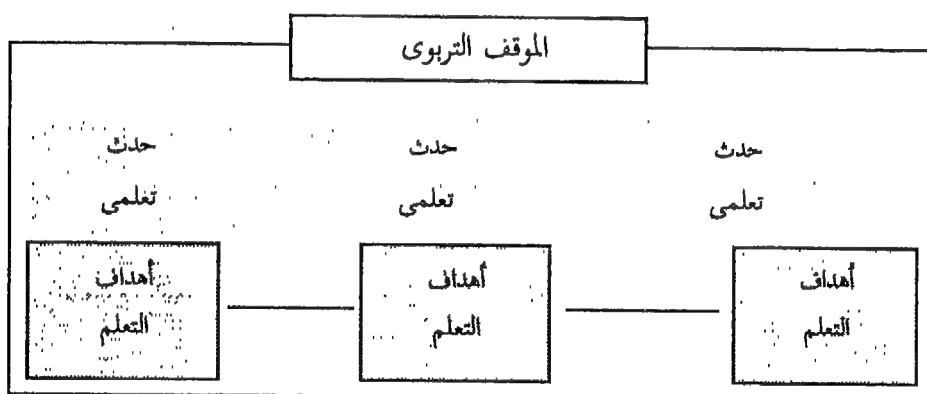 الموقف التربوى
حدث حدث حدث
تعلمى تعلمى تعلمى
أهداف أهداف أهداف
التعلم التعلم التعلم